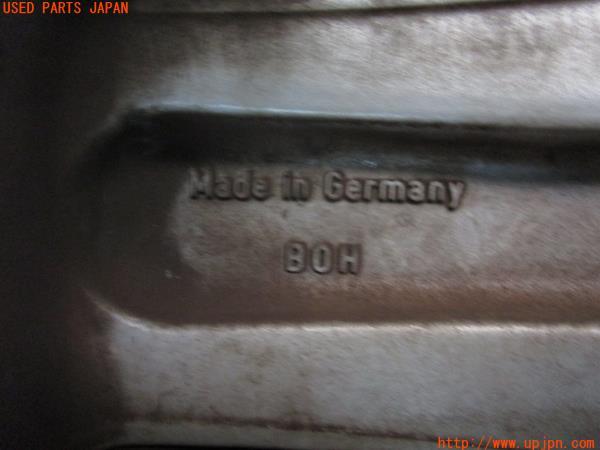 USED PARTS JAPAN
Made in Germany
BOH
http://www.upjpn.com/